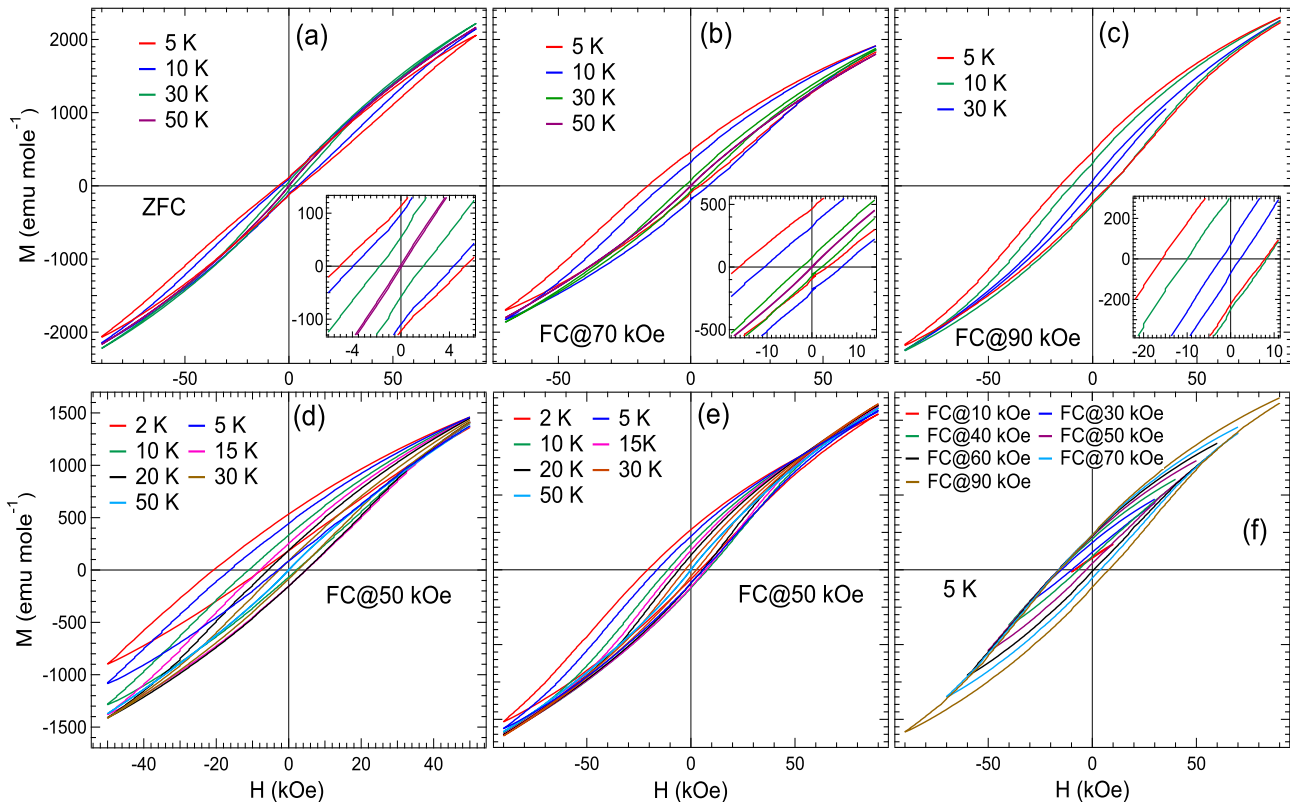 (a)
5 K
10 K
30 K
50 K
ZFC
M (emu mole⁻¹)
2000
1000
0
-1000
-2000
-50
0
50
100
0
-100
-4
0
4
(b)
5 K
10 K
30 K
50 K
FC@70 kOe
-50
0
50
500
0
-500
-10
0
10
(c)
5 K
10 K
30 K
FC@90 kOe
-50
0
50
200
0
-200
-20
-10
0
10
(d)
2 K 5 K
10 K 15 K
20 K 30 K
50 K
FC@50 kOe
M (emu mole⁻¹)
1500
1000
500
0
-500
-1000
-1500
-40
-20
0
20
40
H (kOe)
(e)
2 K 5 K
10 K 15K
20 K 30 K
50 K
FC@50 kOe
-50
0
50
H (kOe)
FC@10 kOe FC@30 kOe
FC@40 kOe FC@50 kOe
FC@60 kOe FC@70 kOe
FC@90 kOe
(f)
5 K
-50
0
50
H (kOe)